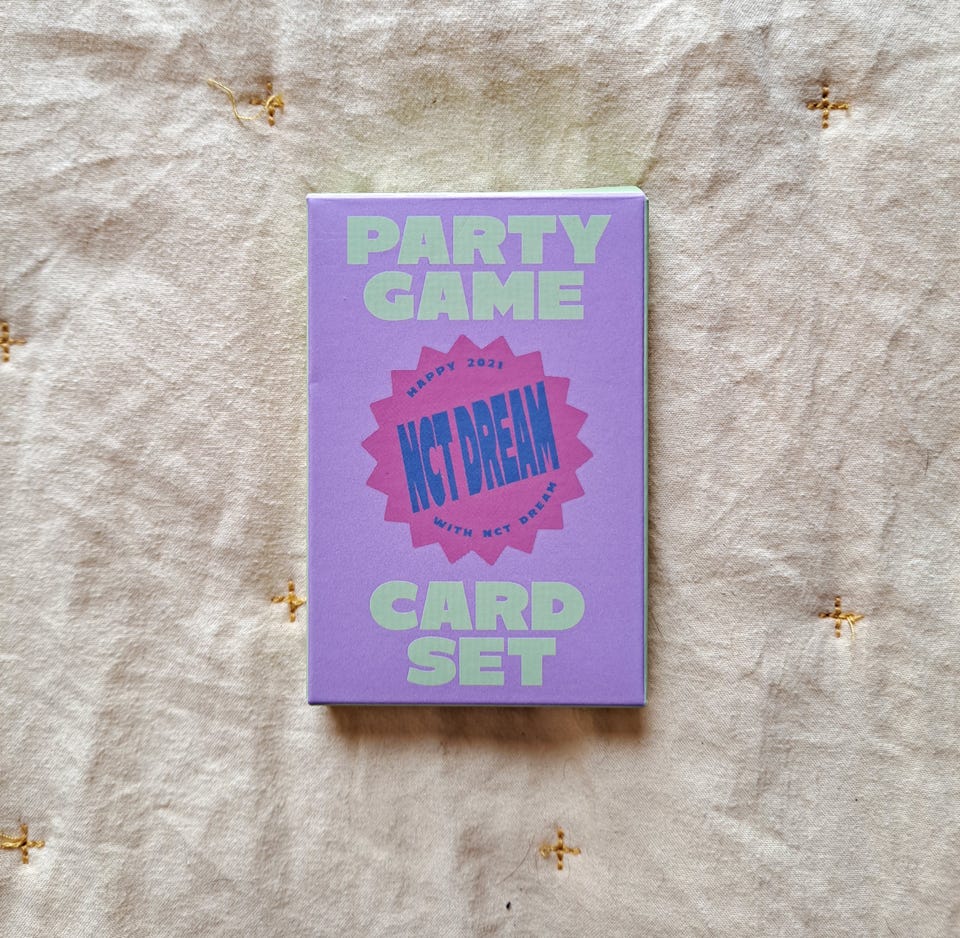 PARTY
GAME
HAPPY 2021
NCT DREAM
WITH NCT DREAM
CARD
SET